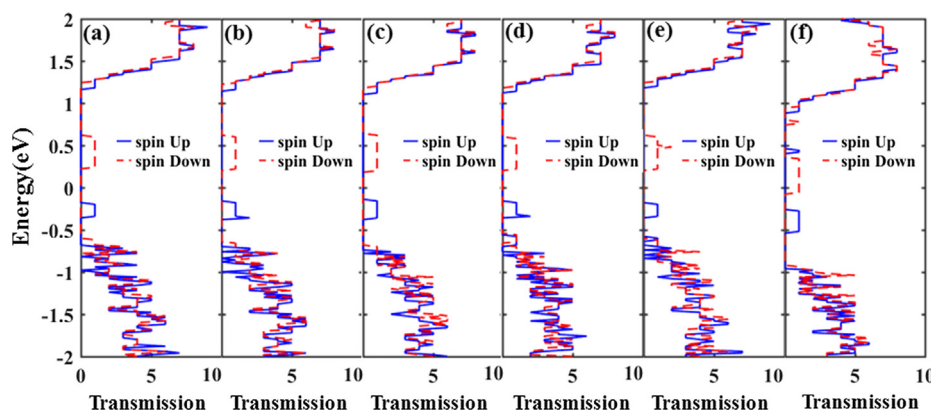 (a) (b) (c) (d) (e) (f)
2
1.5
1
0.5
0
-0.5
-1
-1.5
-2
Energy(eV)
spin Up spin Up spin Up spin Up spin Up spin Up
spin Down spin Down spin Down spin Down spin Down spin Down
0 5 10 5 10 5 10 5 10 5 10 5 10
Transmission Transmission Transmission Transmission Transmission Transmission